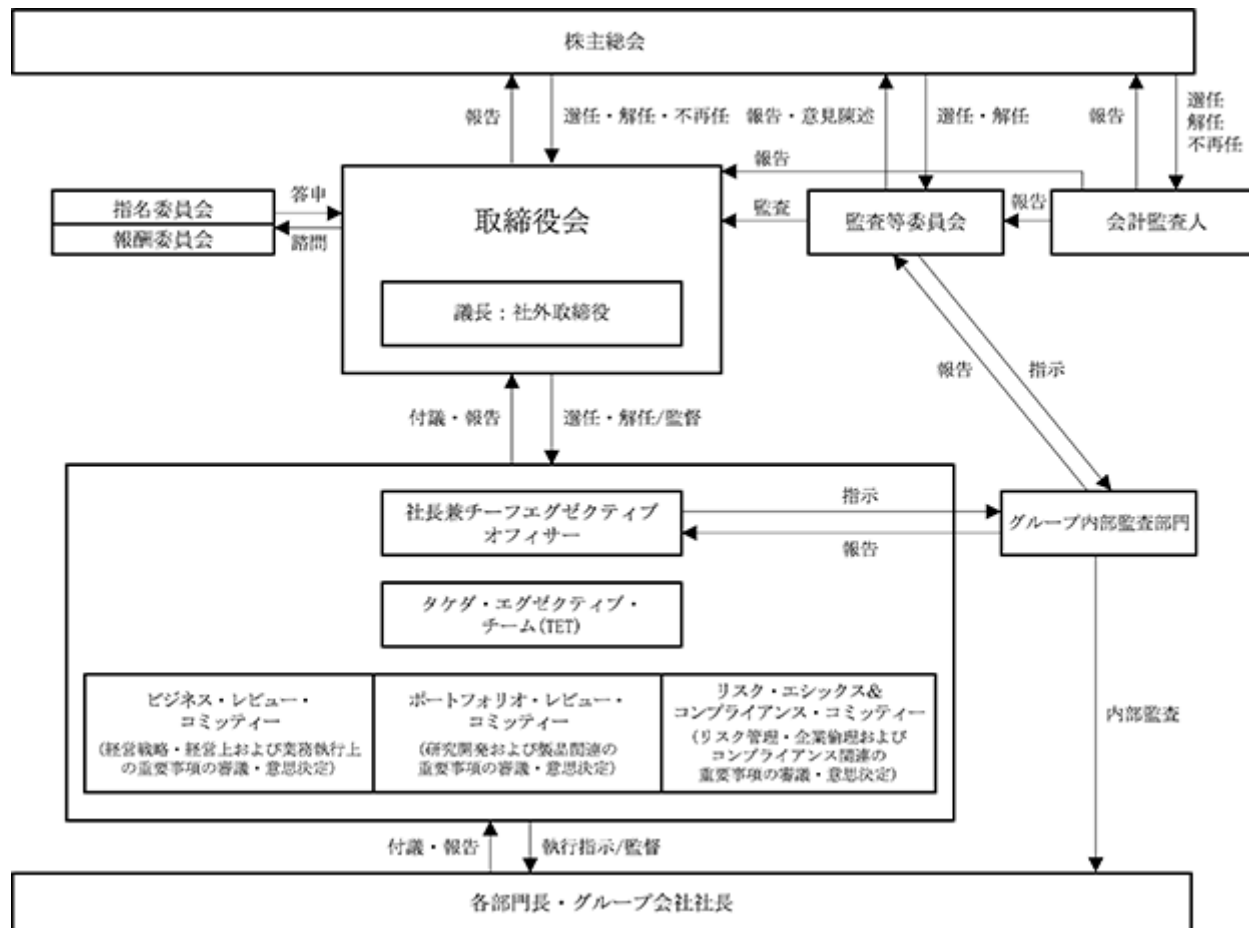 株主総会
報告
選任・解任・不再任
報告・意見陳述
選任・解任
報告
選任
解任
不再任
報告
指名委員会
報酬委員会
答申
諮問
取締役会
議長：社外取締役
監査
監査等委員会
報告
会計監査人
報告
指示
付議・報告
選任・解任/監督
社長兼チーフエグゼクティブ
オフィサー
指示
報告
グループ内部監査部門
タケダ・エグゼクティブ・
チーム(TET)
ビジネス・レビュー・
コミッティー
(経営戦略・経営上および業務執行上
の重要事項の審議・意思決定)
ポートフォリオ・レビュー・
コミッティー
(研究開発および製品関連の
重要事項の審議・意思決定)
リスク・エシックス&
コンプライアンス・コミッティー
(リスク管理・企業倫理および
コンプライアンス関連の
重要事項の審議・意思決定)
内部監査
付議・報告
執行指示/監督
各部門長・グループ会社社長